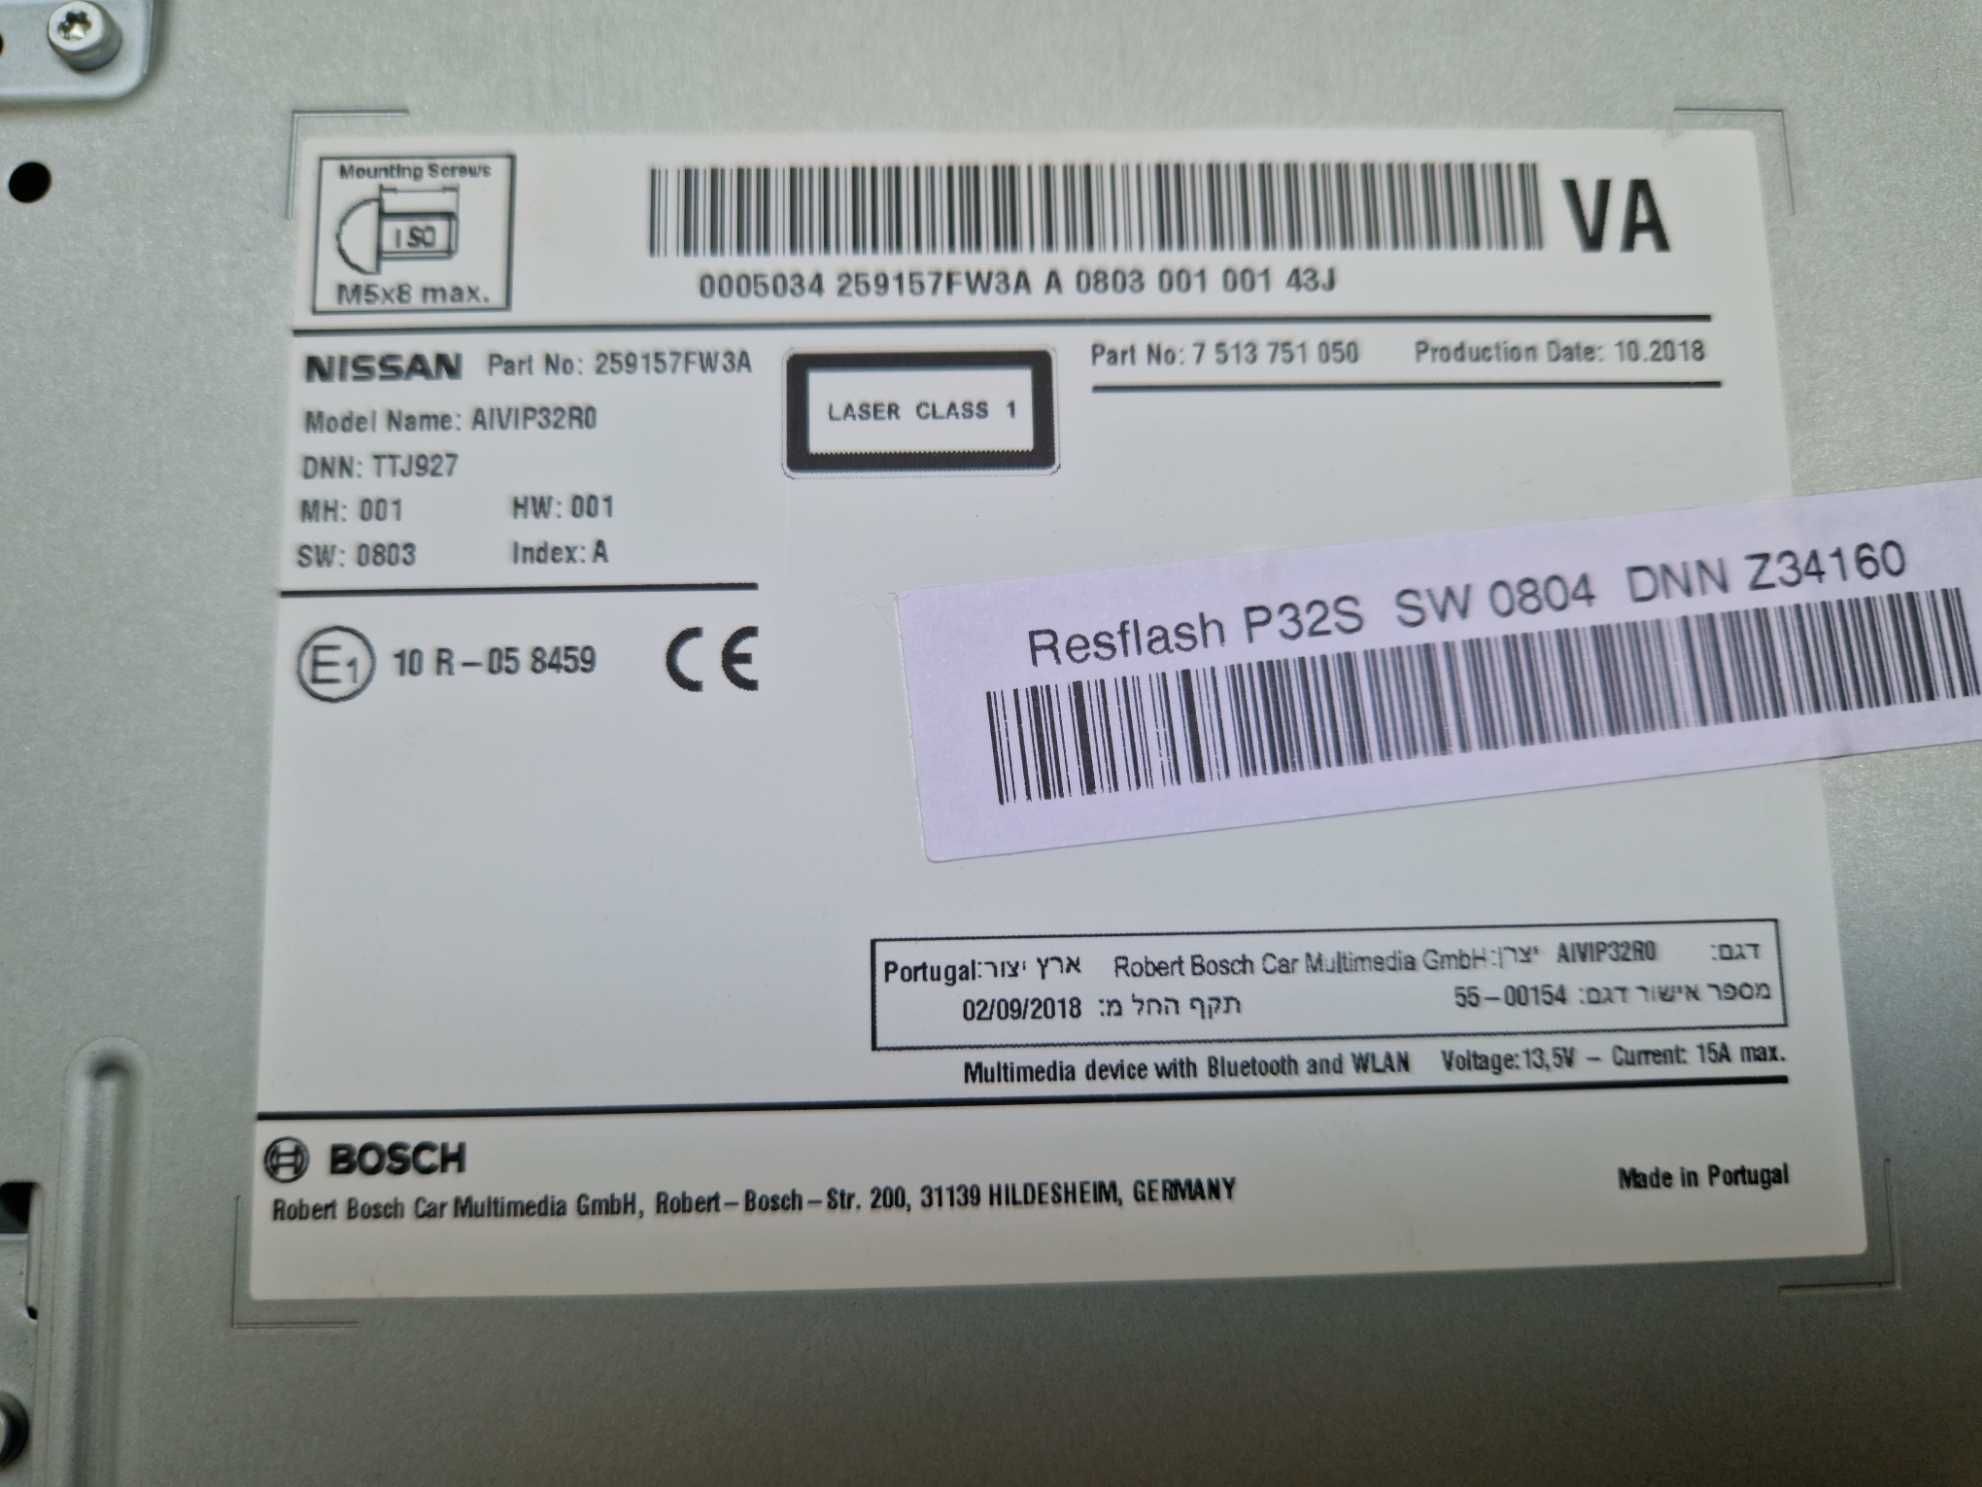 Mounting Screws
ISO
M5x8 max.
VA
0005034 259157FW3A A 0803 001 001 43J
NISSAN Part No: 259157FW3A
LASER CLASS 1
Part No: 7 513 751 050 Production Date: 10.2018
Model Name: AIVIP32R0
DNN: TTJ927
MH: 001 HW: 001
SW: 0803 Index: A
E1 10 R-05 8459 CE
Resflash P32S SW 0804 DNN Z34160
דגם: AIVIP32R0 יצרן: Robert Bosch Car Multimedia GmbH ארץ יצור: Portugal
מספר אישור דגם: 55-00154 תקף החל מ: 02/09/2018
Multimedia device with Bluetooth and WLAN Voltage:13,5V - Current: 15A max.
BOSCH
Robert Bosch Car Multimedia GmbH, Robert-Bosch-Str. 200, 31139 HILDESHEIM, GERMANY
Made in Portugal